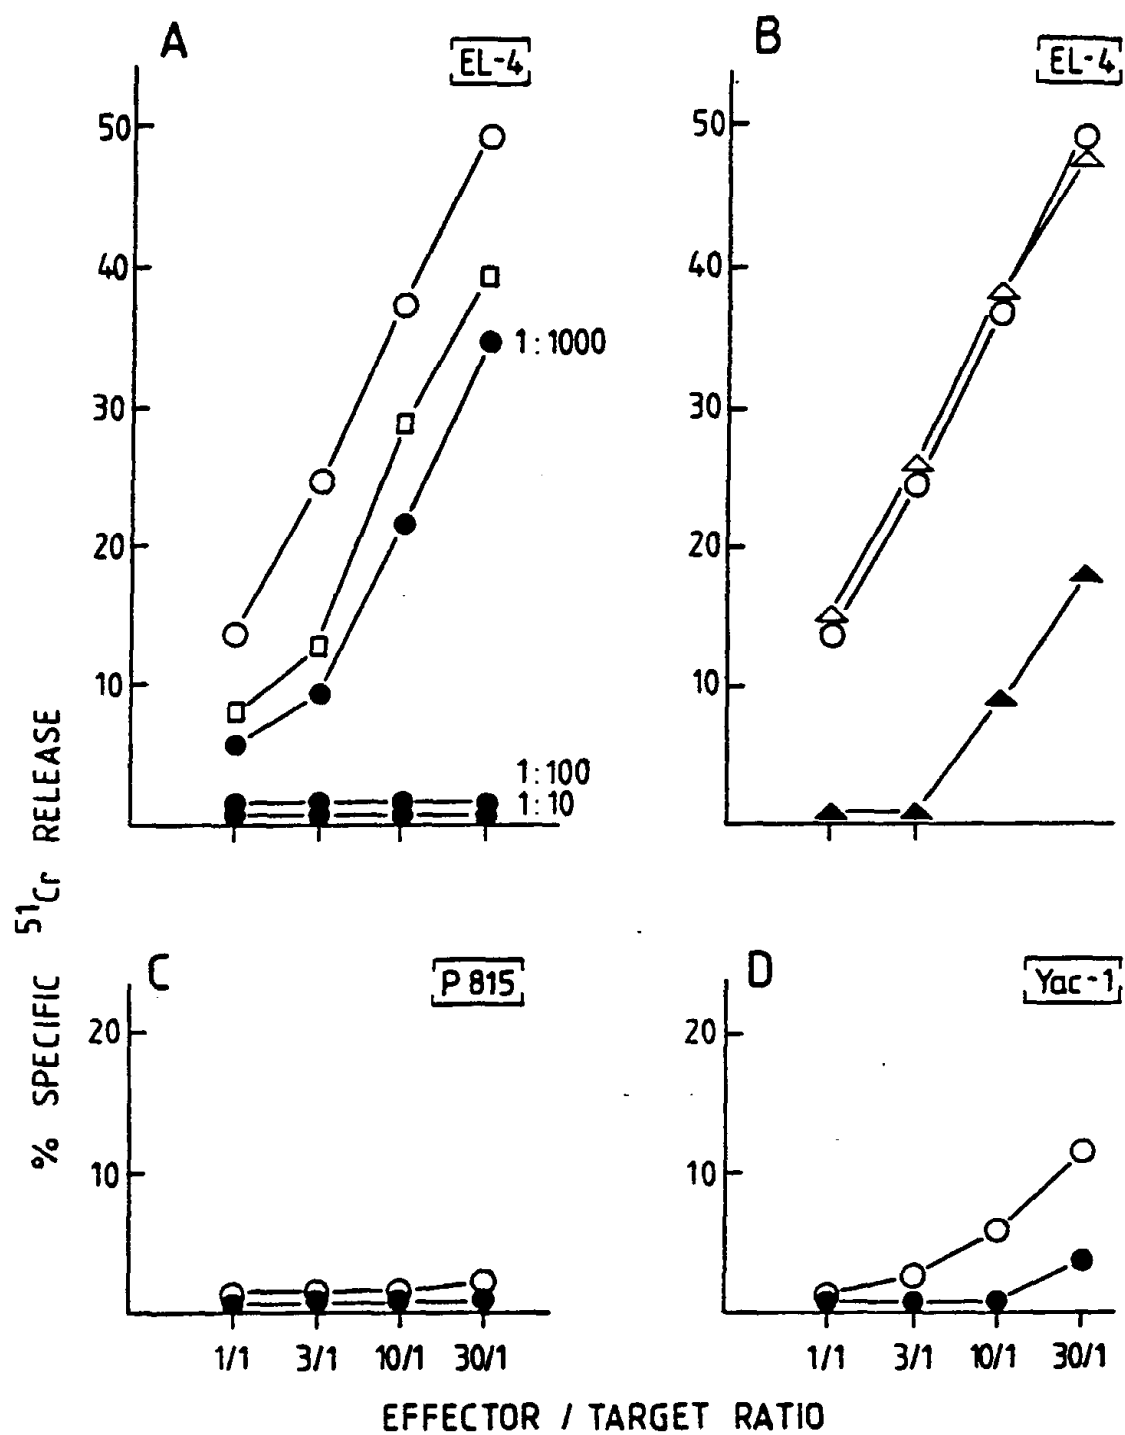 A
EL-4
50
40
30
20
10
1:1000
1:100
1:10
B
EL-4
50
40
30
20
10
% SPECIFIC 51Cr RELEASE
C
P815
20
10
1/1 3/1 10/1 30/1
D
Yac-1
20
10
1/1 3/1 10/1 30/1
EFFECTOR / TARGET RATIO